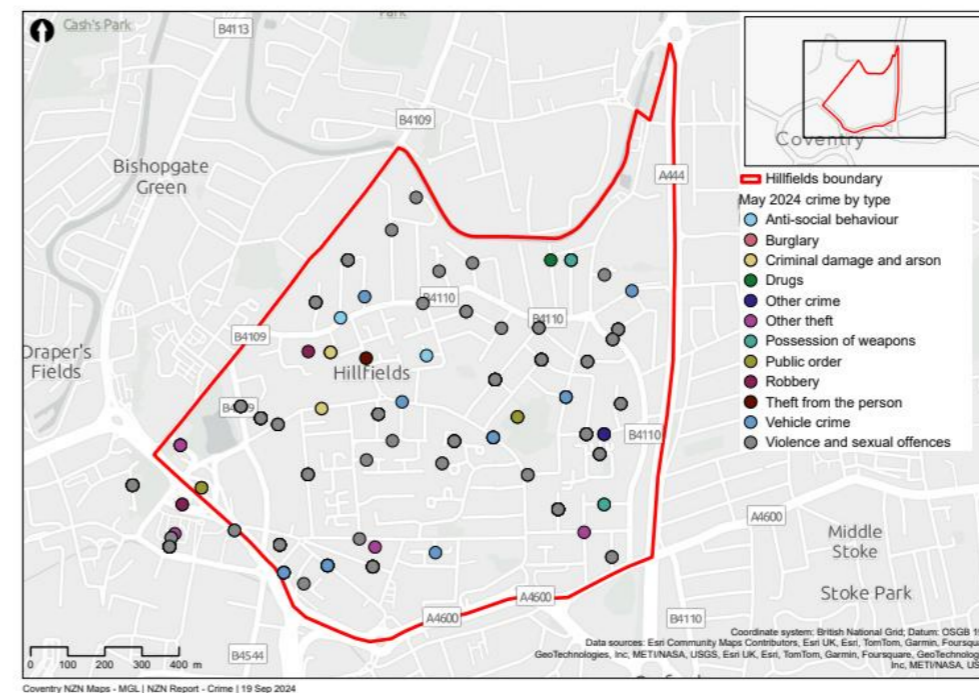 Cash's Park
Park
B4113
B4109
Bishopgate
Green
A444
Coventry
Hillfields boundary
May 2024 crime by type
Anti-social behaviour
Burglary
Criminal damage and arson
Drugs
Other crime
Other theft
Possession of weapons
Public order
Robbery
Theft from the person
Vehicle crime
Violence and sexual offences
B4110
B4110
B4109
Draper's
Fields
Hillfields
B4110
A4600
Middle
Stoke
Stoke Park
A4600
A4600
B4110
B4544
0 100 200 300 400 m
Coordinate system: British National Grid; Datum: OSGB 19
Data sources: Esri Community Maps Contributors, Esri UK, Esri, TomTom, Garmin, Foursqua
GeoTechnologies, Inc, METI/NASA, USGS, Esri UK, Esri, TomTom, Garmin, Foursquare, GeoTechnolog
Inc, METI/NASA, US
Coventry NZN Maps - MGL | NZN Report - Crime | 19 Sep 2024